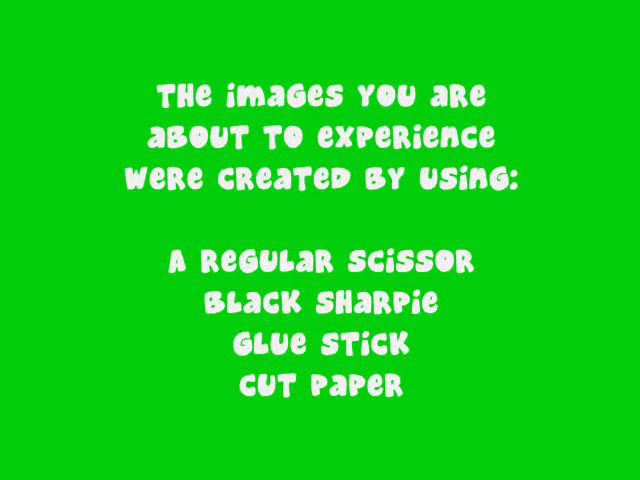 THe images YOU are
aBOUT TO experience
were created by using:
A regular scissor
Black sharpie
glue stick
cut paper